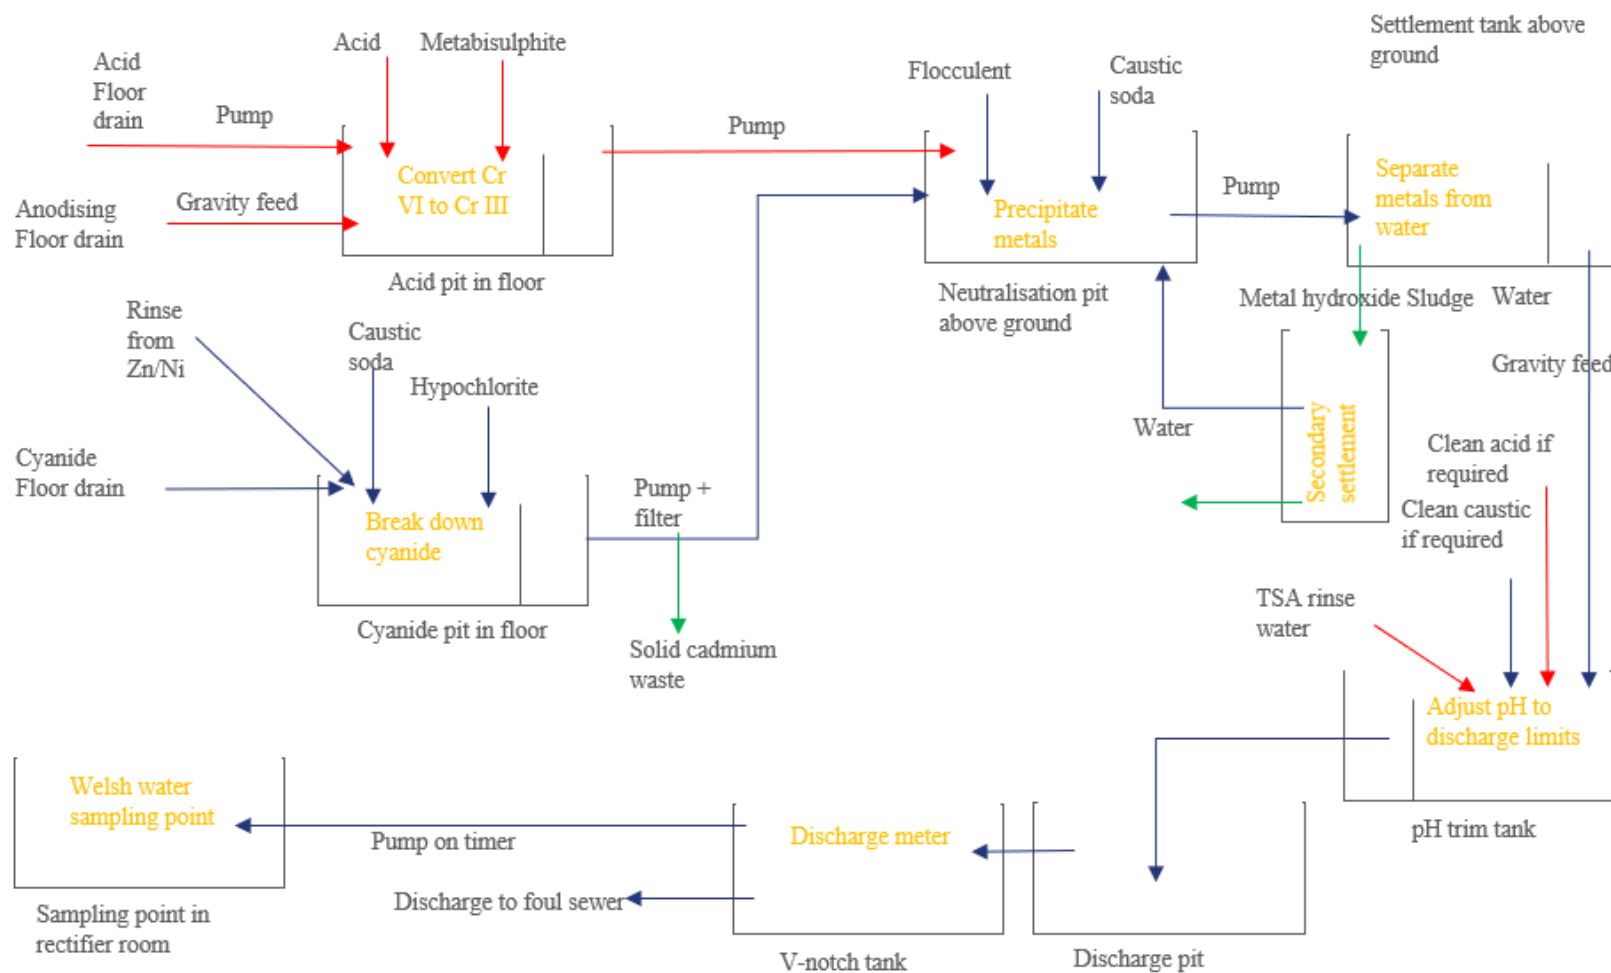 Settlement tank above
ground
Acid
Metabisulphite
Acid
Floor
drain
Pump
Pump
Flocculent
Caustic
soda
Convert Cr
VI to Cr III
Anodising
Floor drain
Gravity feed
Acid pit in floor
Precipitate
metals
Neutralisation pit
above ground
Pump
Separate
metals from
water
Metal hydroxide Sludge
Water
Gravity feed
Rinse
from
Zn/Ni
Caustic
soda
Hypochlorite
Cyanide
Floor drain
Break down
cyanide
Cyanide pit in floor
Pump +
filter
Solid cadmium
waste
Water
Secondary
settlement
Clean acid if
required
Clean caustic
if required
TSA rinse
water
Adjust pH to
discharge limits
pH trim tank
Welsh water
sampling point
Pump on timer
Discharge to foul sewer
Discharge meter
Sampling point in
rectifier room
V-notch tank
Discharge pit